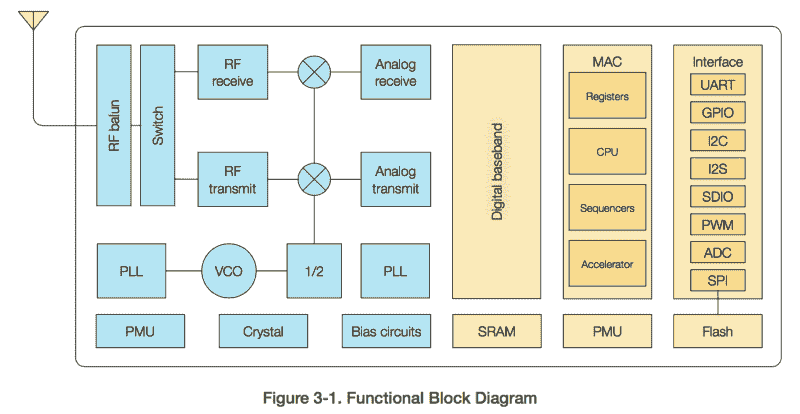 RF balun
Switch
RF
receive
Analog
receive
RF
transmit
Analog
transmit
PLL
VCO
1/2
PLL
PMU
Crystal
Bias circuits
Digital baseband
SRAM
MAC
Registers
CPU
Sequencers
Accelerator
PMU
Interface
UART
GPIO
I2C
I2S
SDIO
PWM
ADC
SPI
Flash
Figure 3-1. Functional Block Diagram